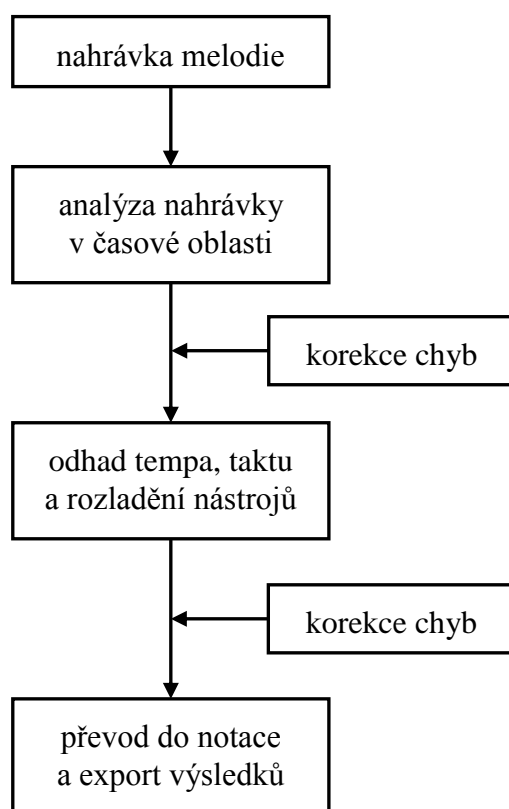 nahrávka melodie
analýza nahrávky
v časové oblasti
korekce chyb
odhad tempa, taktu
a rozladění nástrojů
korekce chyb
převod do notace
a export výsledků